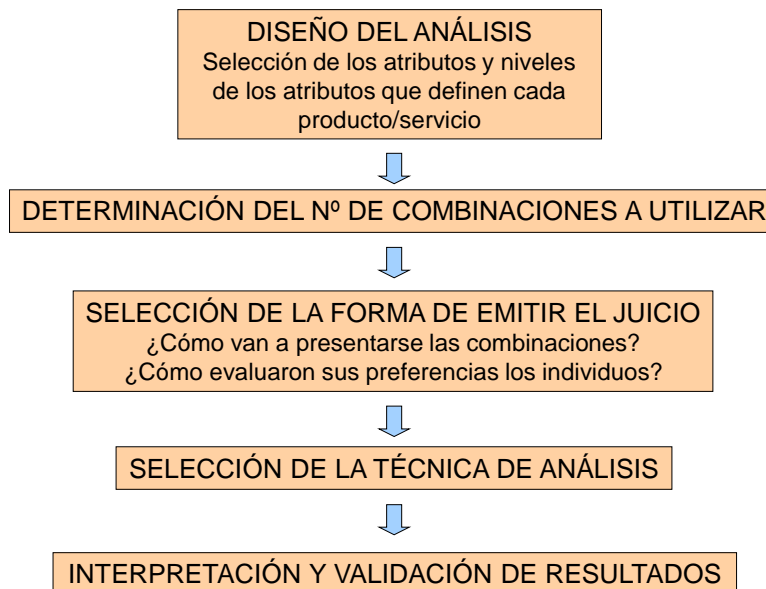 DISEÑO DEL ANÁLISIS
Selección de los atributos y niveles
de los atributos que definen cada
producto/servicio
DETERMINACIÓN DEL Nº DE COMBINACIONES A UTILIZAR
SELECCIÓN DE LA FORMA DE EMITIR EL JUICIO
¿Cómo van a presentarse las combinaciones?
¿Cómo evaluaron sus preferencias los individuos?
SELECCIÓN DE LA TÉCNICA DE ANÁLISIS
INTERPRETACIÓN Y VALIDACIÓN DE RESULTADOS